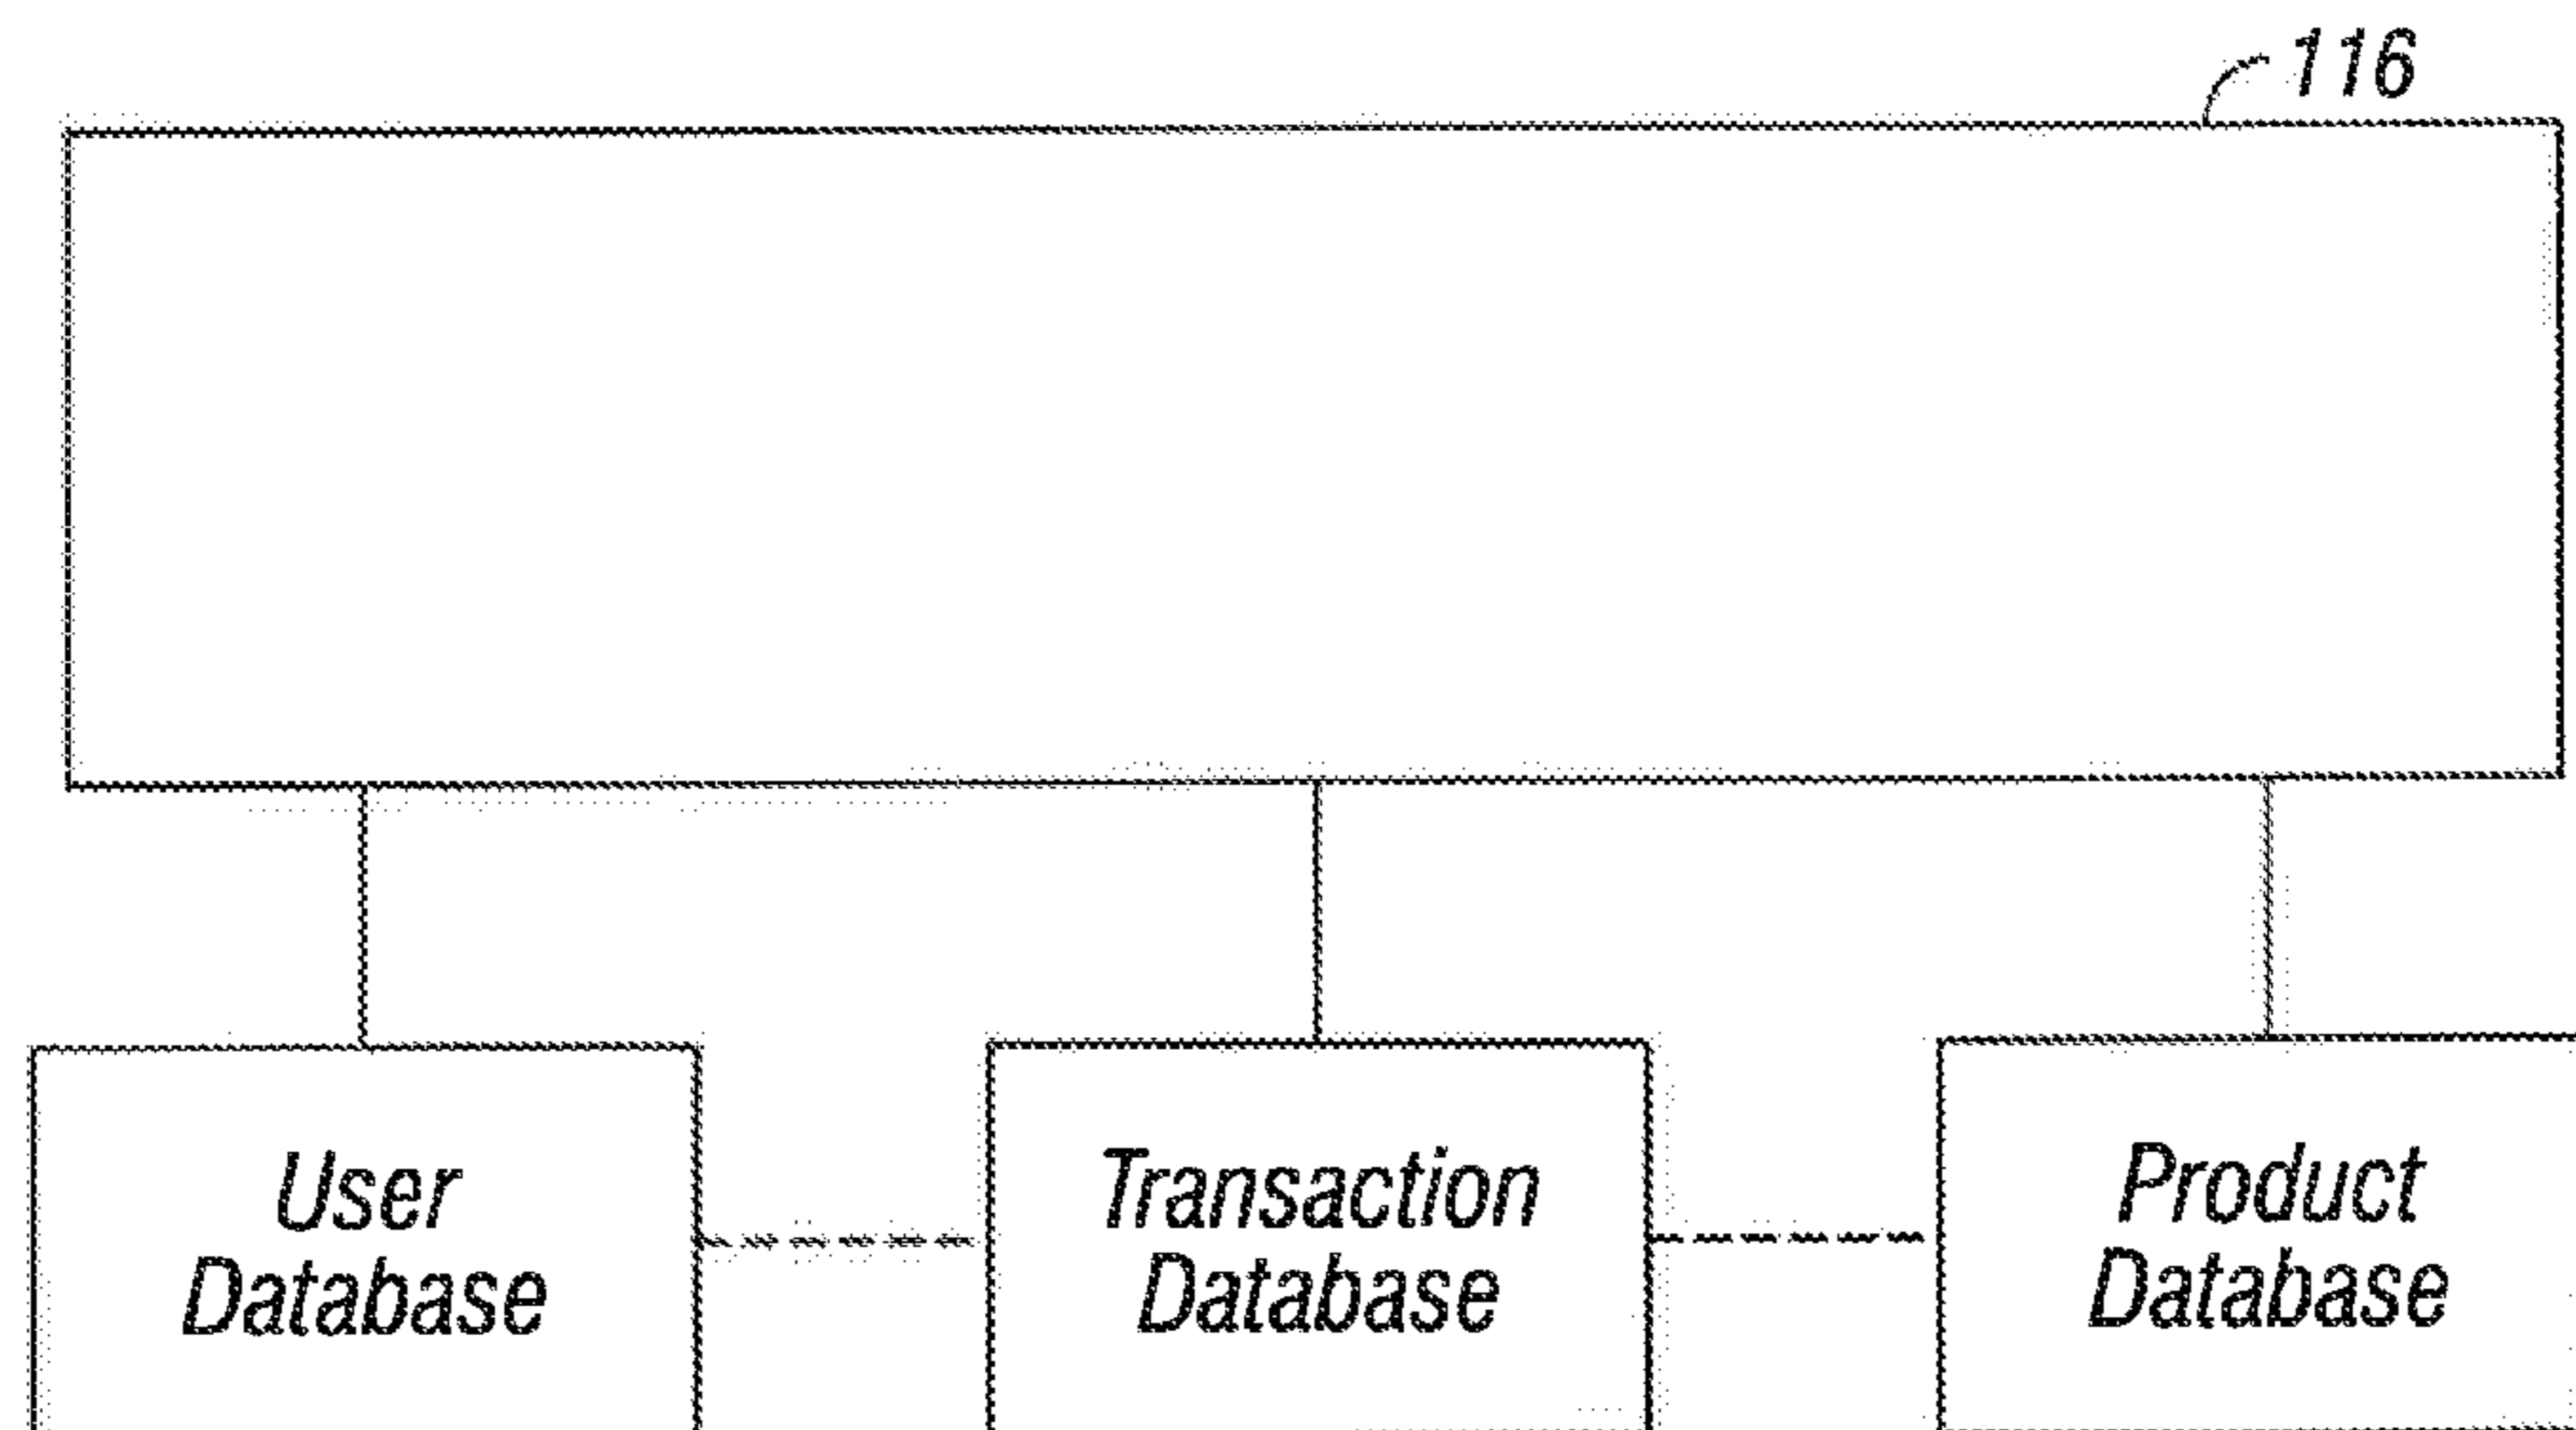 116
User
Database
Transaction
Database
Product
Database